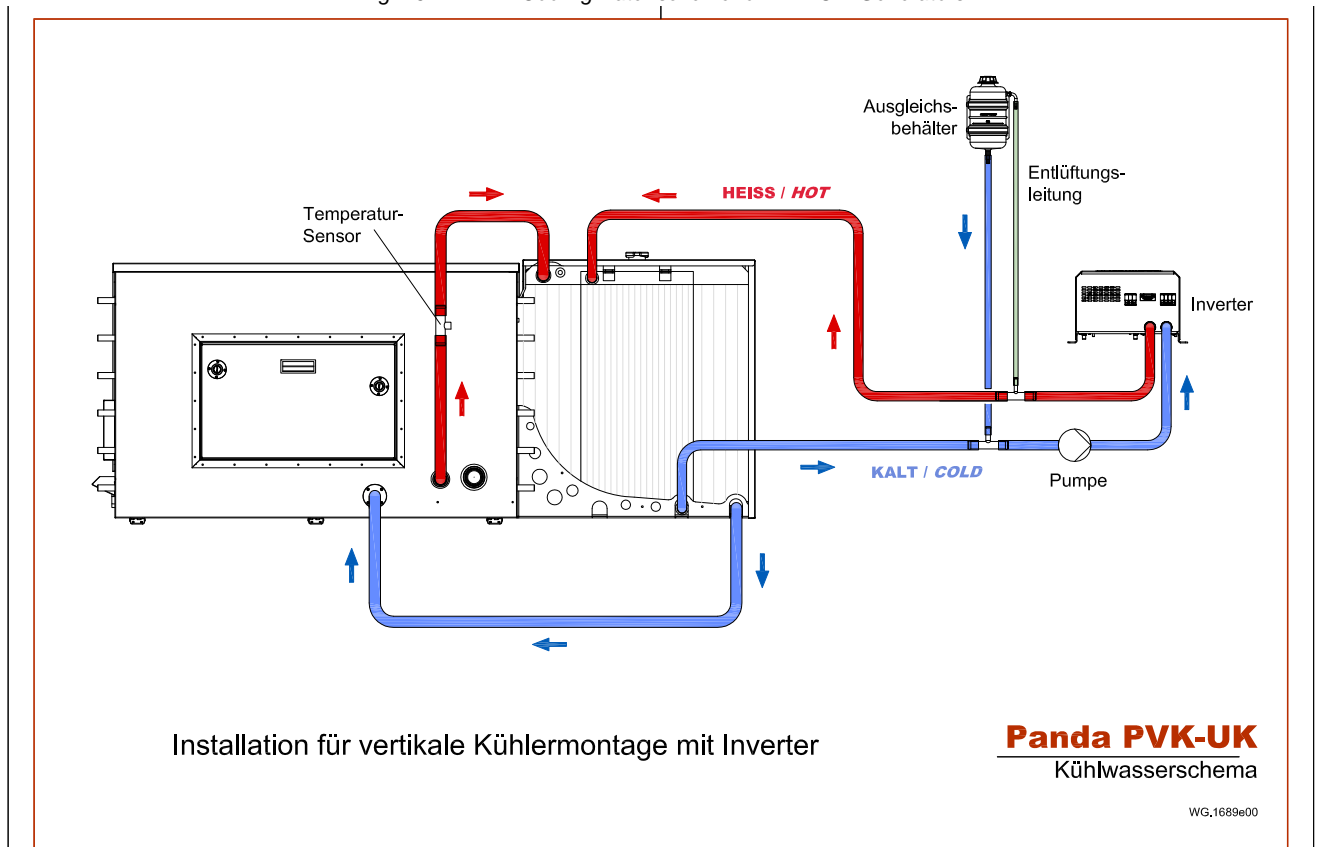 Ausgleichs-
behälter
Entlüftungs-
leitung
HEISS / HOT
Temperatur-
Sensor
Inverter
KALT / COLD
Pumpe
Installation für vertikale Kühlermontage mit Inverter
Panda PVK-UK
Kühlwasserschema
WG.1689e00